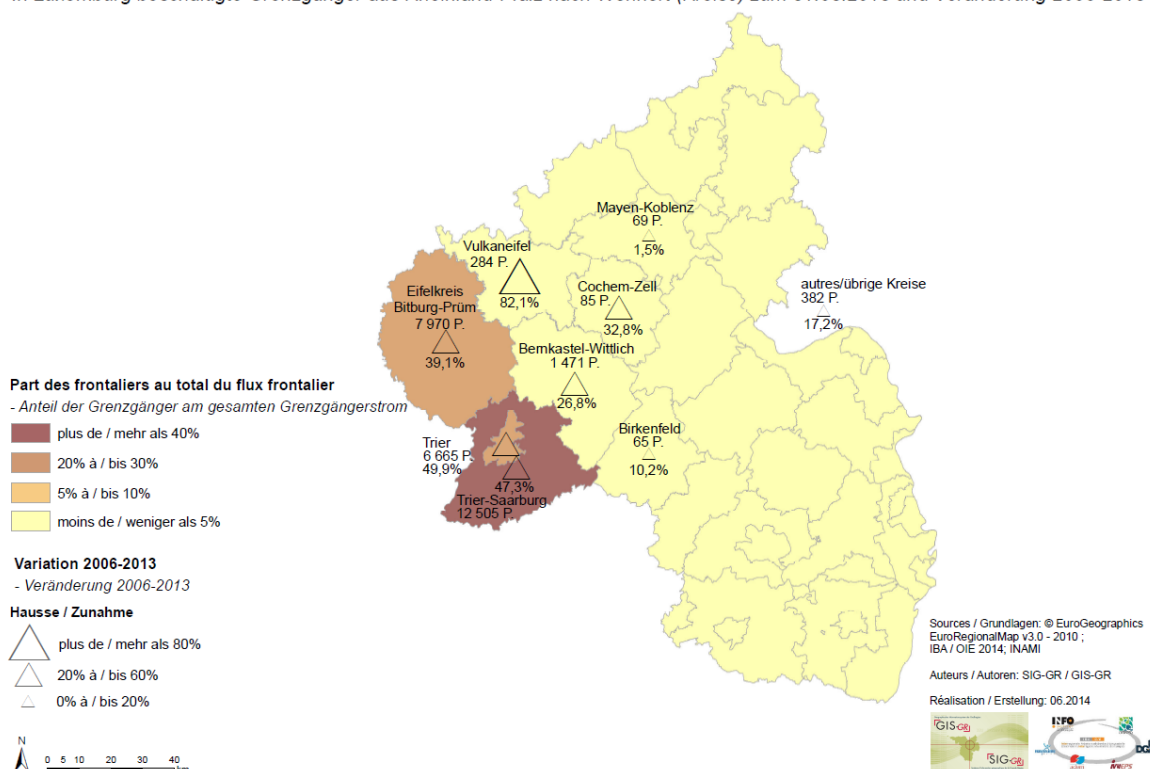 Mayen-Koblenz
69 P.
1,5%
Vulkaneifel
284 P.
82,1%
Cochem-Zell
85 P.
32,8%
autres/übrige Kreise
382 P.
17,2%
Eifelkreis
Bitburg-Prüm
7 970 P.
39,1%
Bernkastel-Wittlich
1 471 P.
26,8%
Birkenfeld
65 P.
10,2%
Trier
6 665 P.
49,9%
47,3%
Trier-Saarburg
12 505 P.
Part des frontaliers au total du flux frontalier
- Anteil der Grenzgänger am gesamten Grenzgängerstrom
plus de / mehr als 40%
20% à / bis 30%
5% à / bis 10%
moins de / weniger als 5%
Variation 2006-2013
- Veränderung 2006-2013
Hausse / Zunahme
plus de / mehr als 80%
20% à / bis 60%
0% à / bis 20%
N
0 5 10 20 30 40
km
Sources / Grundlagen: © EuroGeographics
EuroRegionalMap v3.0 - 2010 ;
IBA / OIE 2014; INAMI
Auteurs / Autoren: SIG-GR / GIS-GR
Réalisation / Erstellung: 06.2014
GIS-GR
SIG-GR